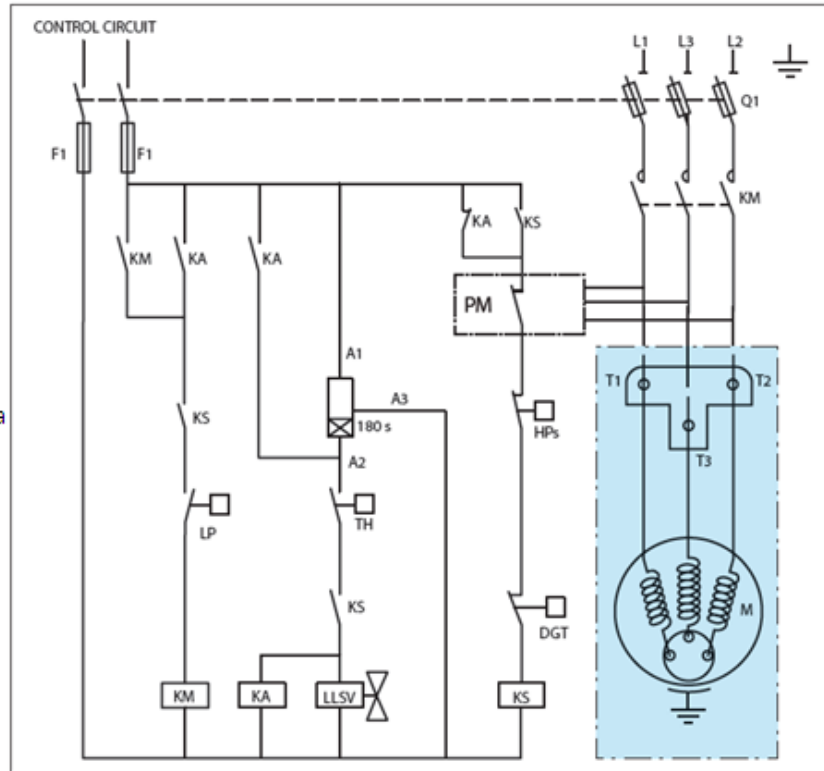 CONTROL CIRCUIT
L1 L3 L2
Q1
F1 F1
KM
KA KS
KM KA KA
PM
A1
T1 T2
A3
a
KS 180 s HPs
A2 T3
LP TH
KS M
DGT
KM KA LLSV KS